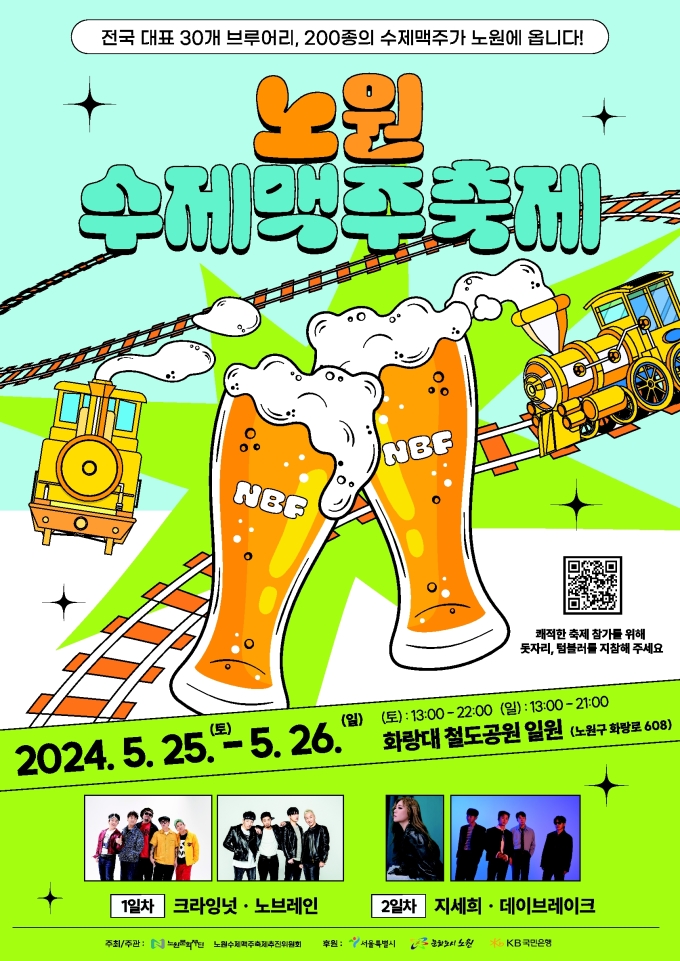 전국 대표 30개 브루어리, 200종의 수제맥주가 노원에 옵니다!
노원
수제맥주축제
NBF
NBF
쾌적한 축제 참가를 위해
돗자리, 텀블러를 지참해 주세요
2024. 5. 25.(토) - 5. 26.(일)
(토) : 13:00 - 22:00 (일) : 13:00 - 21:00
화랑대 철도공원 일원 (노원구 화랑로 608)
1일차 크라잉넛 · 노브레인
2일차 지세희 · 데이브레이크
주최/주관 : 노원문화재단 노원수제맥주축제추진위원회 후원 : 서울특별시 문화도시 노원 KB국민은행